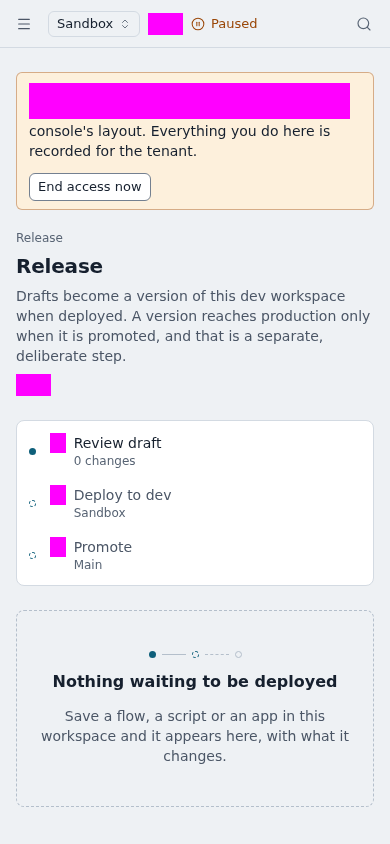 Sandbox
Paused
console's layout. Everything you do here is
recorded for the tenant.
End access now
Release
Release
Drafts become a version of this dev workspace
when deployed. A version reaches production only
when it is promoted, and that is a separate,
deliberate step.
Review draft
0 changes
Deploy to dev
Sandbox
Promote
Main
Nothing waiting to be deployed
Save a flow, a script or an app in this
workspace and it appears here, with what it
changes.